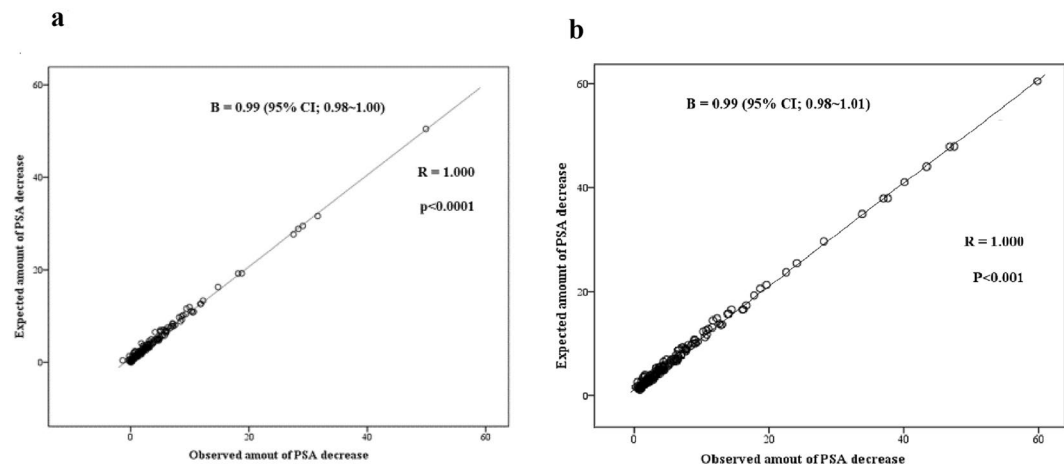 a
B = 0.99 (95% CI; 0.98~1.00)
R = 1.000
p<0.0001
Expected amount of PSA decrease
60
40
20
0
0
20
40
60
Observed amout of PSA decrease
b
B = 0.99 (95% CI; 0.98~1.01)
R = 1.000
P<0.001
Expected amount of PSA decrease
60
40
20
0
0
20
40
60
Observed amount of PSA decrease